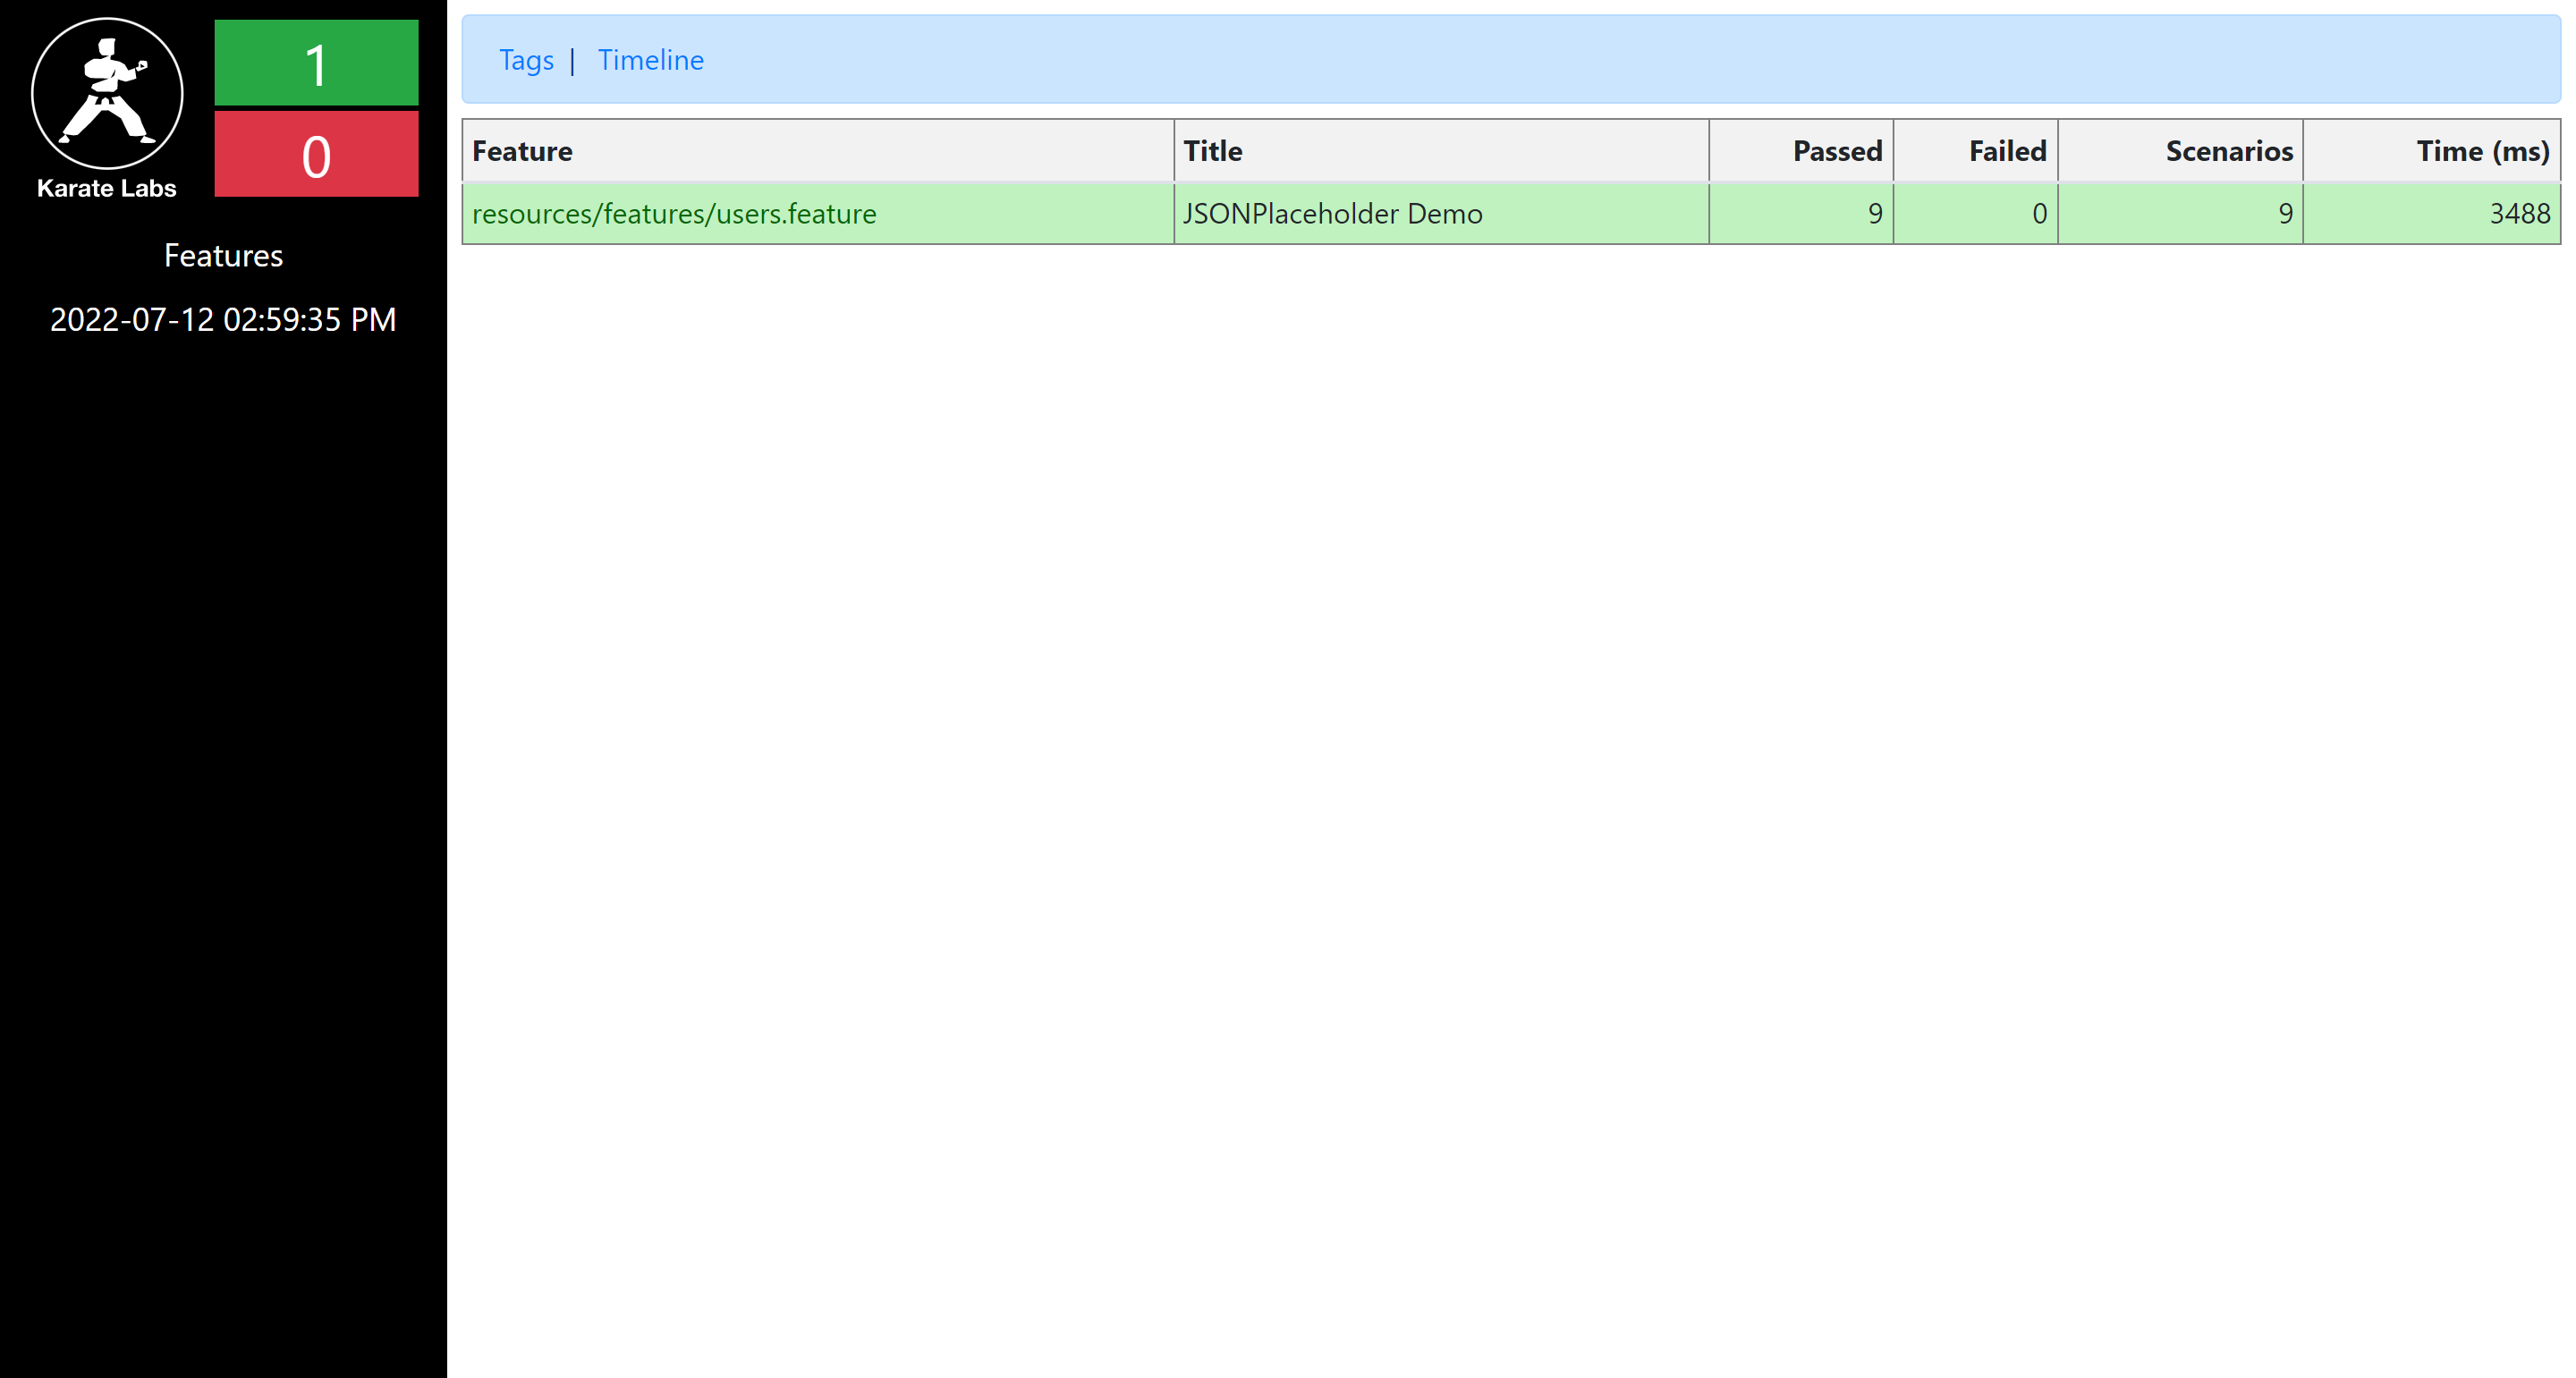 Karate Labs
1
0
Features
2022-07-12 02:59:35 PM
Tags | Timeline
Feature Title Passed Failed Scenarios Time (ms)
resources/features/users.feature JSONPlaceholder Demo 9 0 9 3488